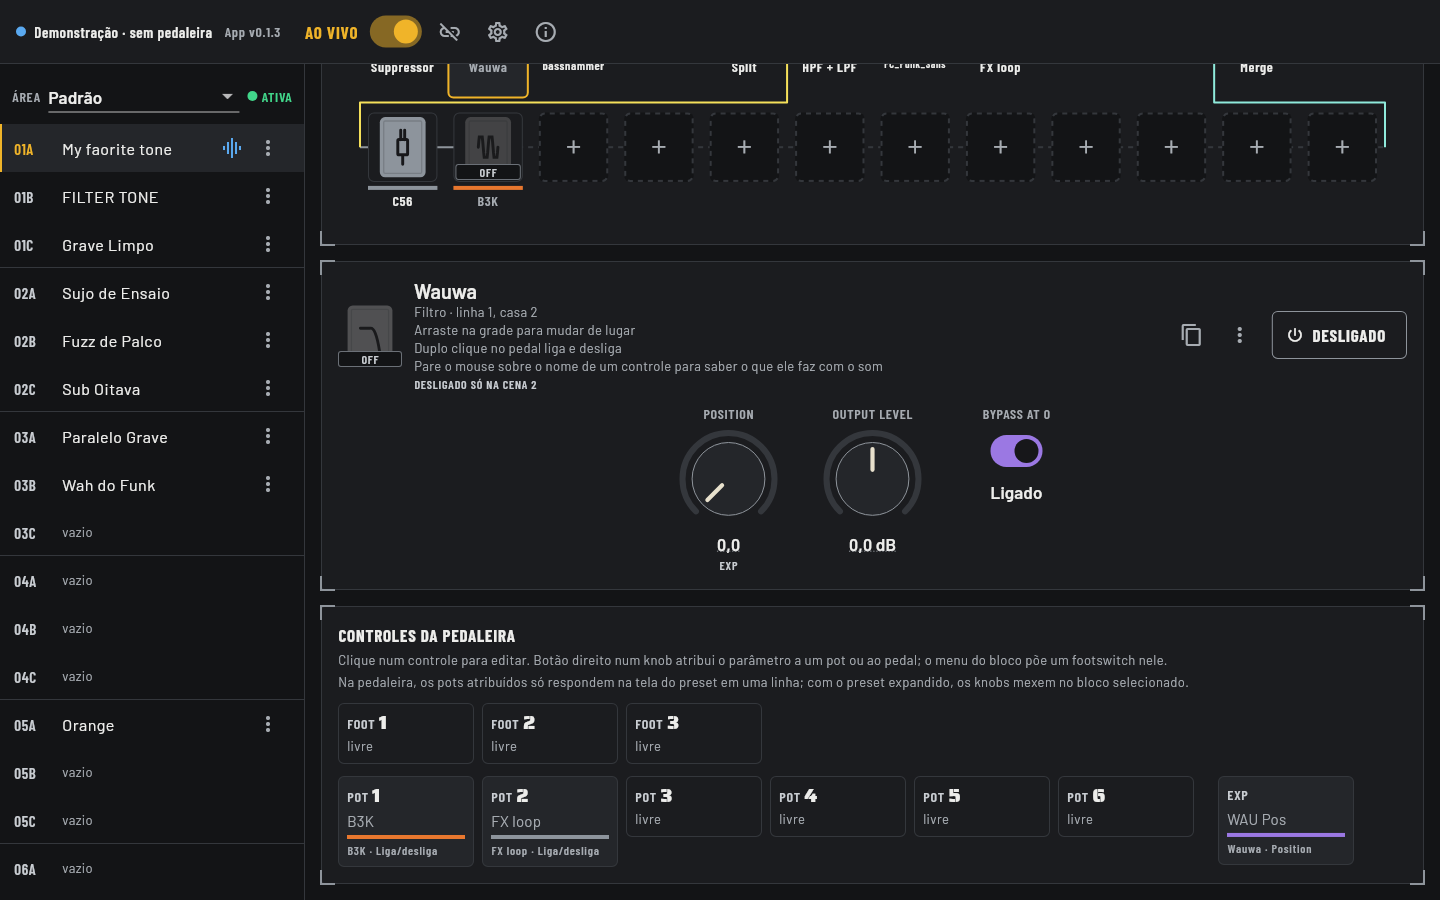 Demonstração · sem pedaleira App v0.1.3 AO VIVO
ÁREA Padrão ATIVA
01A My faorite tone
01B FILTER TONE
01C Grave Limpo
02A Sujo de Ensaio
02B Fuzz de Palco
02C Sub Oitava
03A Paralelo Grave
03B Wah do Funk
03C vazio
04A vazio
04B vazio
04C vazio
05A Orange
05B vazio
05C vazio
06A vazio
Suppressor Wauwa basshammer Split HPF + LPF FX loop Merge
+ + + + + + + + + +
OFF
C56 B3K
OFF
Wauwa
Filtro · linha 1, casa 2
Arraste na grade para mudar de lugar
Duplo clique no pedal liga e desliga
Pare o mouse sobre o nome de um controle para saber o que ele faz com o som
DESLIGADO SÓ NA CENA 2
DESLIGADO
POSITION OUTPUT LEVEL BYPASS AT 0
Ligado
0,0 0,0 dB
EXP
CONTROLES DA PEDALEIRA
Clique num controle para editar. Botão direito num knob atribui o parâmetro a um pot ou ao pedal; o menu do bloco põe um footswitch nele.
Na pedaleira, os pots atribuídos só respondem na tela do preset em uma linha; com o preset expandido, os knobs mexem no bloco selecionado.
FOOT 1 FOOT 2 FOOT 3
livre livre livre
POT 1 POT 2 POT 3 POT 4 POT 5 POT 6 EXP
B3K FX loop livre livre livre livre WAU Pos
B3K · Liga/desliga FX loop · Liga/desliga Wauwa · Position